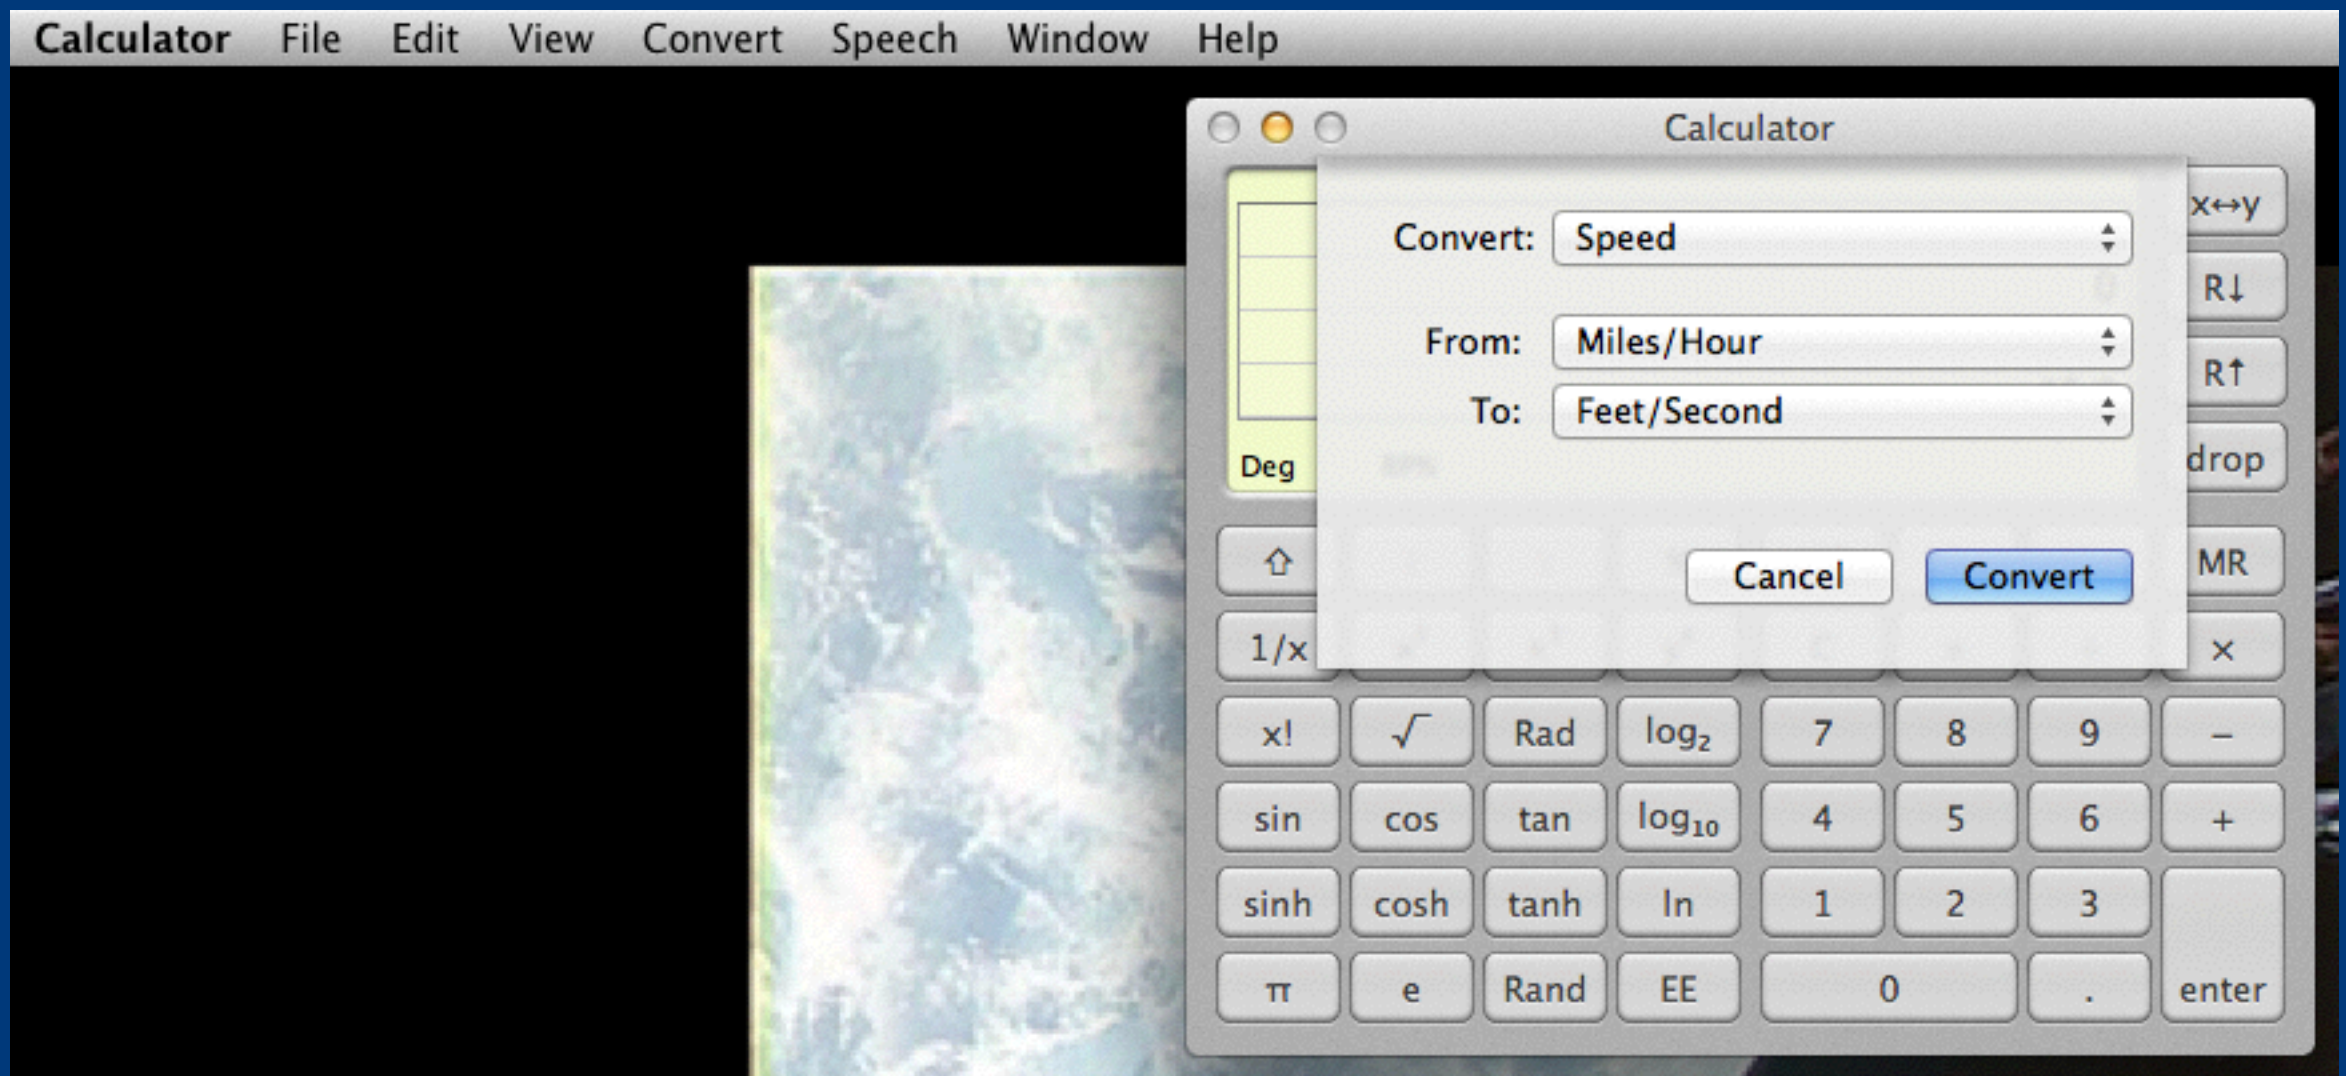 Calculator File Edit View Convert Speech Window Help
Calculator
Convert: Speed
From: Miles/Hour
To: Feet/Second
Deg
Cancel Convert
x↔y
R↓
R↑
drop
⇧ MR
1/x ×
x! √ Rad log₂ 7 8 9 −
sin cos tan log₁₀ 4 5 6 +
sinh cosh tanh ln 1 2 3
π e Rand EE 0 . enter